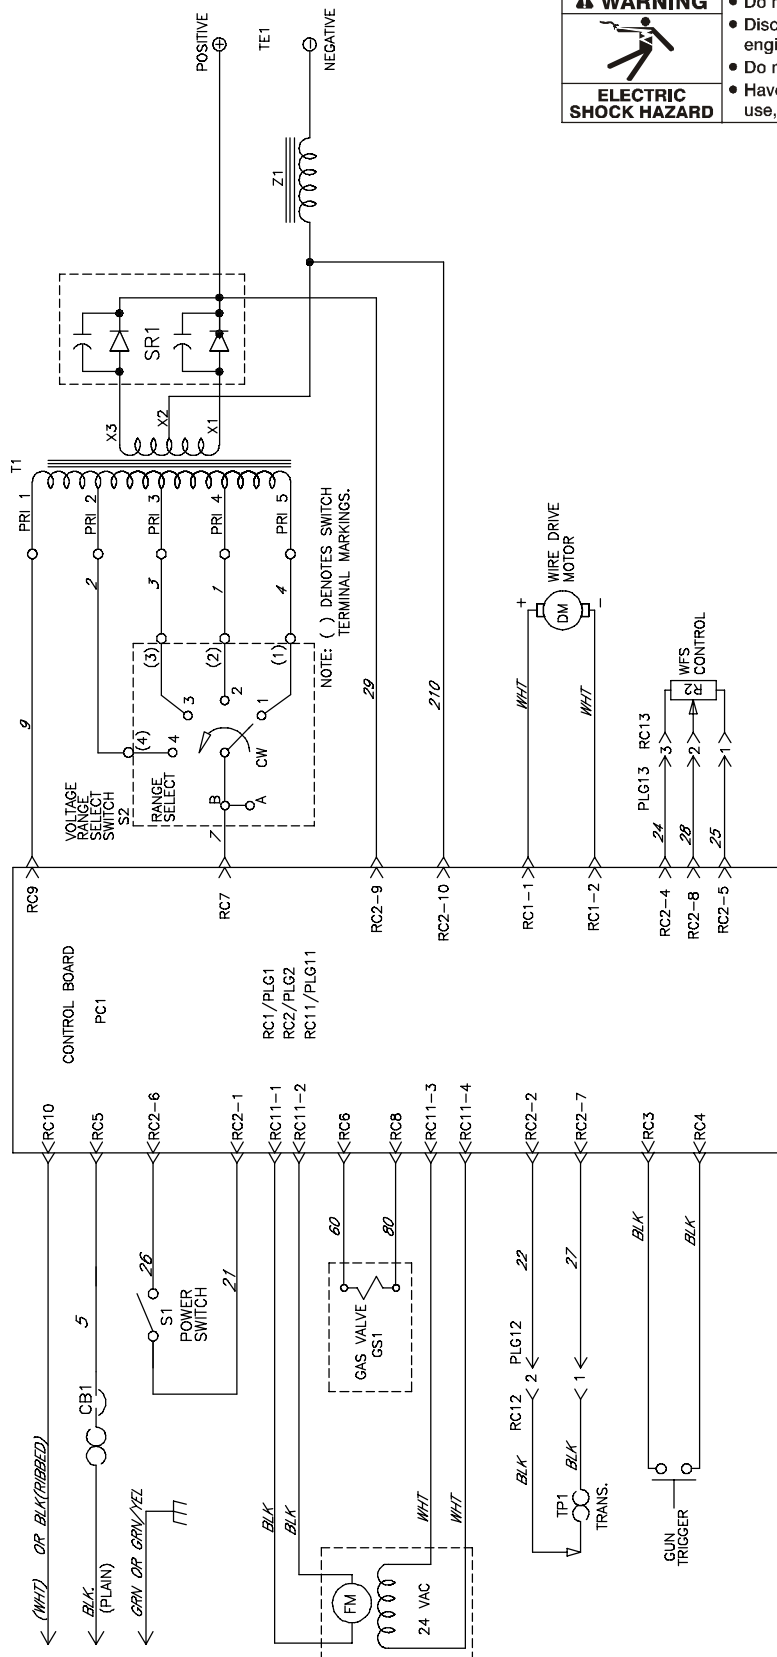 WARNING
ELECTRIC
SHOCK HAZARD
use,
POSITIVE
TE1
NEGATIVE
Z1
SR1
X3
X2
X1
T1
PRI 1
PRI 2
PRI 3
PRI 4
PRI 5
9
2
3
1
4
(3)
(2)
(1)
(4)
3
2
1
4
CW
NOTE: ( ) DENOTES SWITCH
TERMINAL MARKINGS.
VOLTAGE
RANGE
SELECT
SWITCH
S2
RANGE
SELECT
B
A
7
29
210
WHT
WHT
+
DM
-
WIRE DRIVE
MOTOR
PLG13
RC13
24
28
25
3
2
1
R2
WFS
CONTROL
RC9
RC7
RC2-9
RC2-10
RC1-1
RC1-2
RC2-4
RC2-8
RC2-5
CONTROL BOARD
PC1
RC1/PLG1
RC2/PLG2
RC11/PLG11
RC10
RC5
RC2-6
RC2-1
RC11-1
RC11-2
RC6
RC8
RC11-3
RC11-4
RC2-2
RC2-7
RC3
RC4
(WHT) OR BLK(RIBBED)
5
CB1
BLK.
(PLAIN)
GRN OR GRN/YEL
26
S1
POWER
SWITCH
21
BLK
BLK
60
80
GAS VALVE
GS1
WHT
WHT
FM
24 VAC
22
27
PLG12
RC12
2
1
BLK
BLK
TP1
TRANS.
BLK
BLK
GUN
TRIGGER